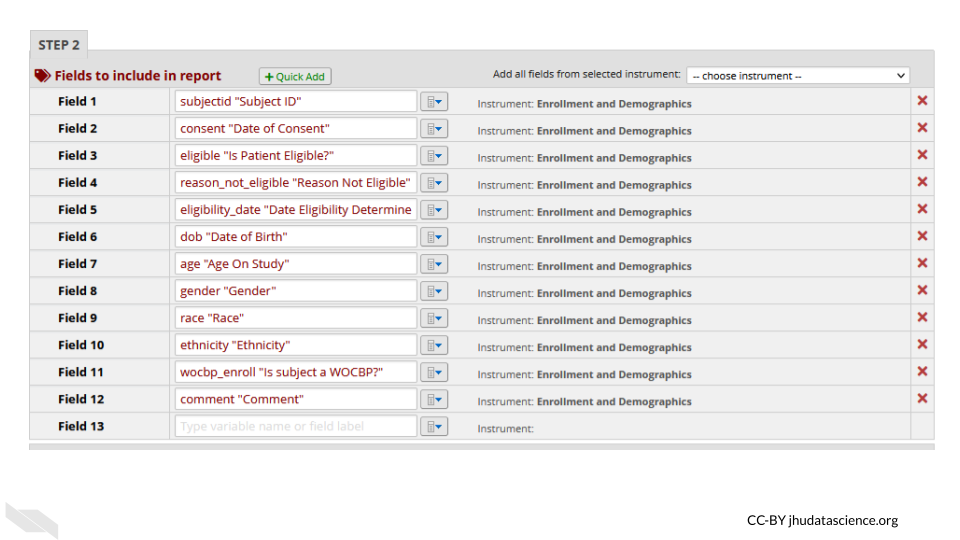 STEP 2
Fields to include in report + Quick Add Add all fields from selected instrument: -- choose instrument --
Field 1 subjectid "Subject ID" Instrument: Enrollment and Demographics
Field 2 consent "Date of Consent" Instrument: Enrollment and Demographics
Field 3 eligible "Is Patient Eligible?" Instrument: Enrollment and Demographics
Field 4 reason_not_eligible "Reason Not Eligible" Instrument: Enrollment and Demographics
Field 5 eligibility_date "Date Eligibility Determine Instrument: Enrollment and Demographics
Field 6 dob "Date of Birth" Instrument: Enrollment and Demographics
Field 7 age "Age On Study" Instrument: Enrollment and Demographics
Field 8 gender "Gender" Instrument: Enrollment and Demographics
Field 9 race "Race" Instrument: Enrollment and Demographics
Field 10 ethnicity "Ethnicity" Instrument: Enrollment and Demographics
Field 11 wocbp_enroll "Is subject a WOCBP?" Instrument: Enrollment and Demographics
Field 12 comment "Comment" Instrument: Enrollment and Demographics
Field 13 Type variable name or field label Instrument:
CC-BY jhudatascience.org